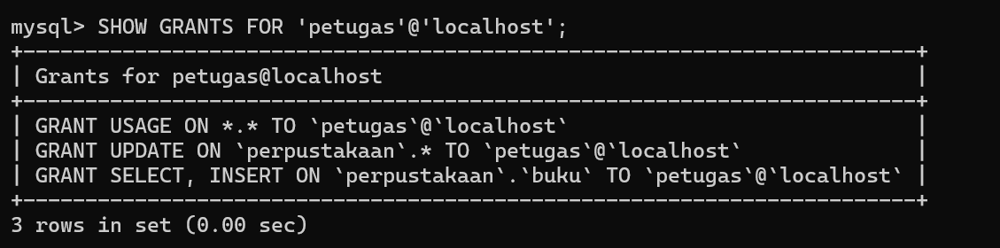 mysql> SHOW GRANTS FOR 'petugas'@'localhost';
+------------------------------------------------------------------------+
| Grants for petugas@localhost                                           |
+------------------------------------------------------------------------+
| GRANT USAGE ON *.* TO `petugas`@`localhost`                            |
| GRANT UPDATE ON `perpustakaan`.* TO `petugas`@`localhost`              |
| GRANT SELECT, INSERT ON `perpustakaan`.`buku` TO `petugas`@`localhost` |
+------------------------------------------------------------------------+
3 rows in set (0.00 sec)